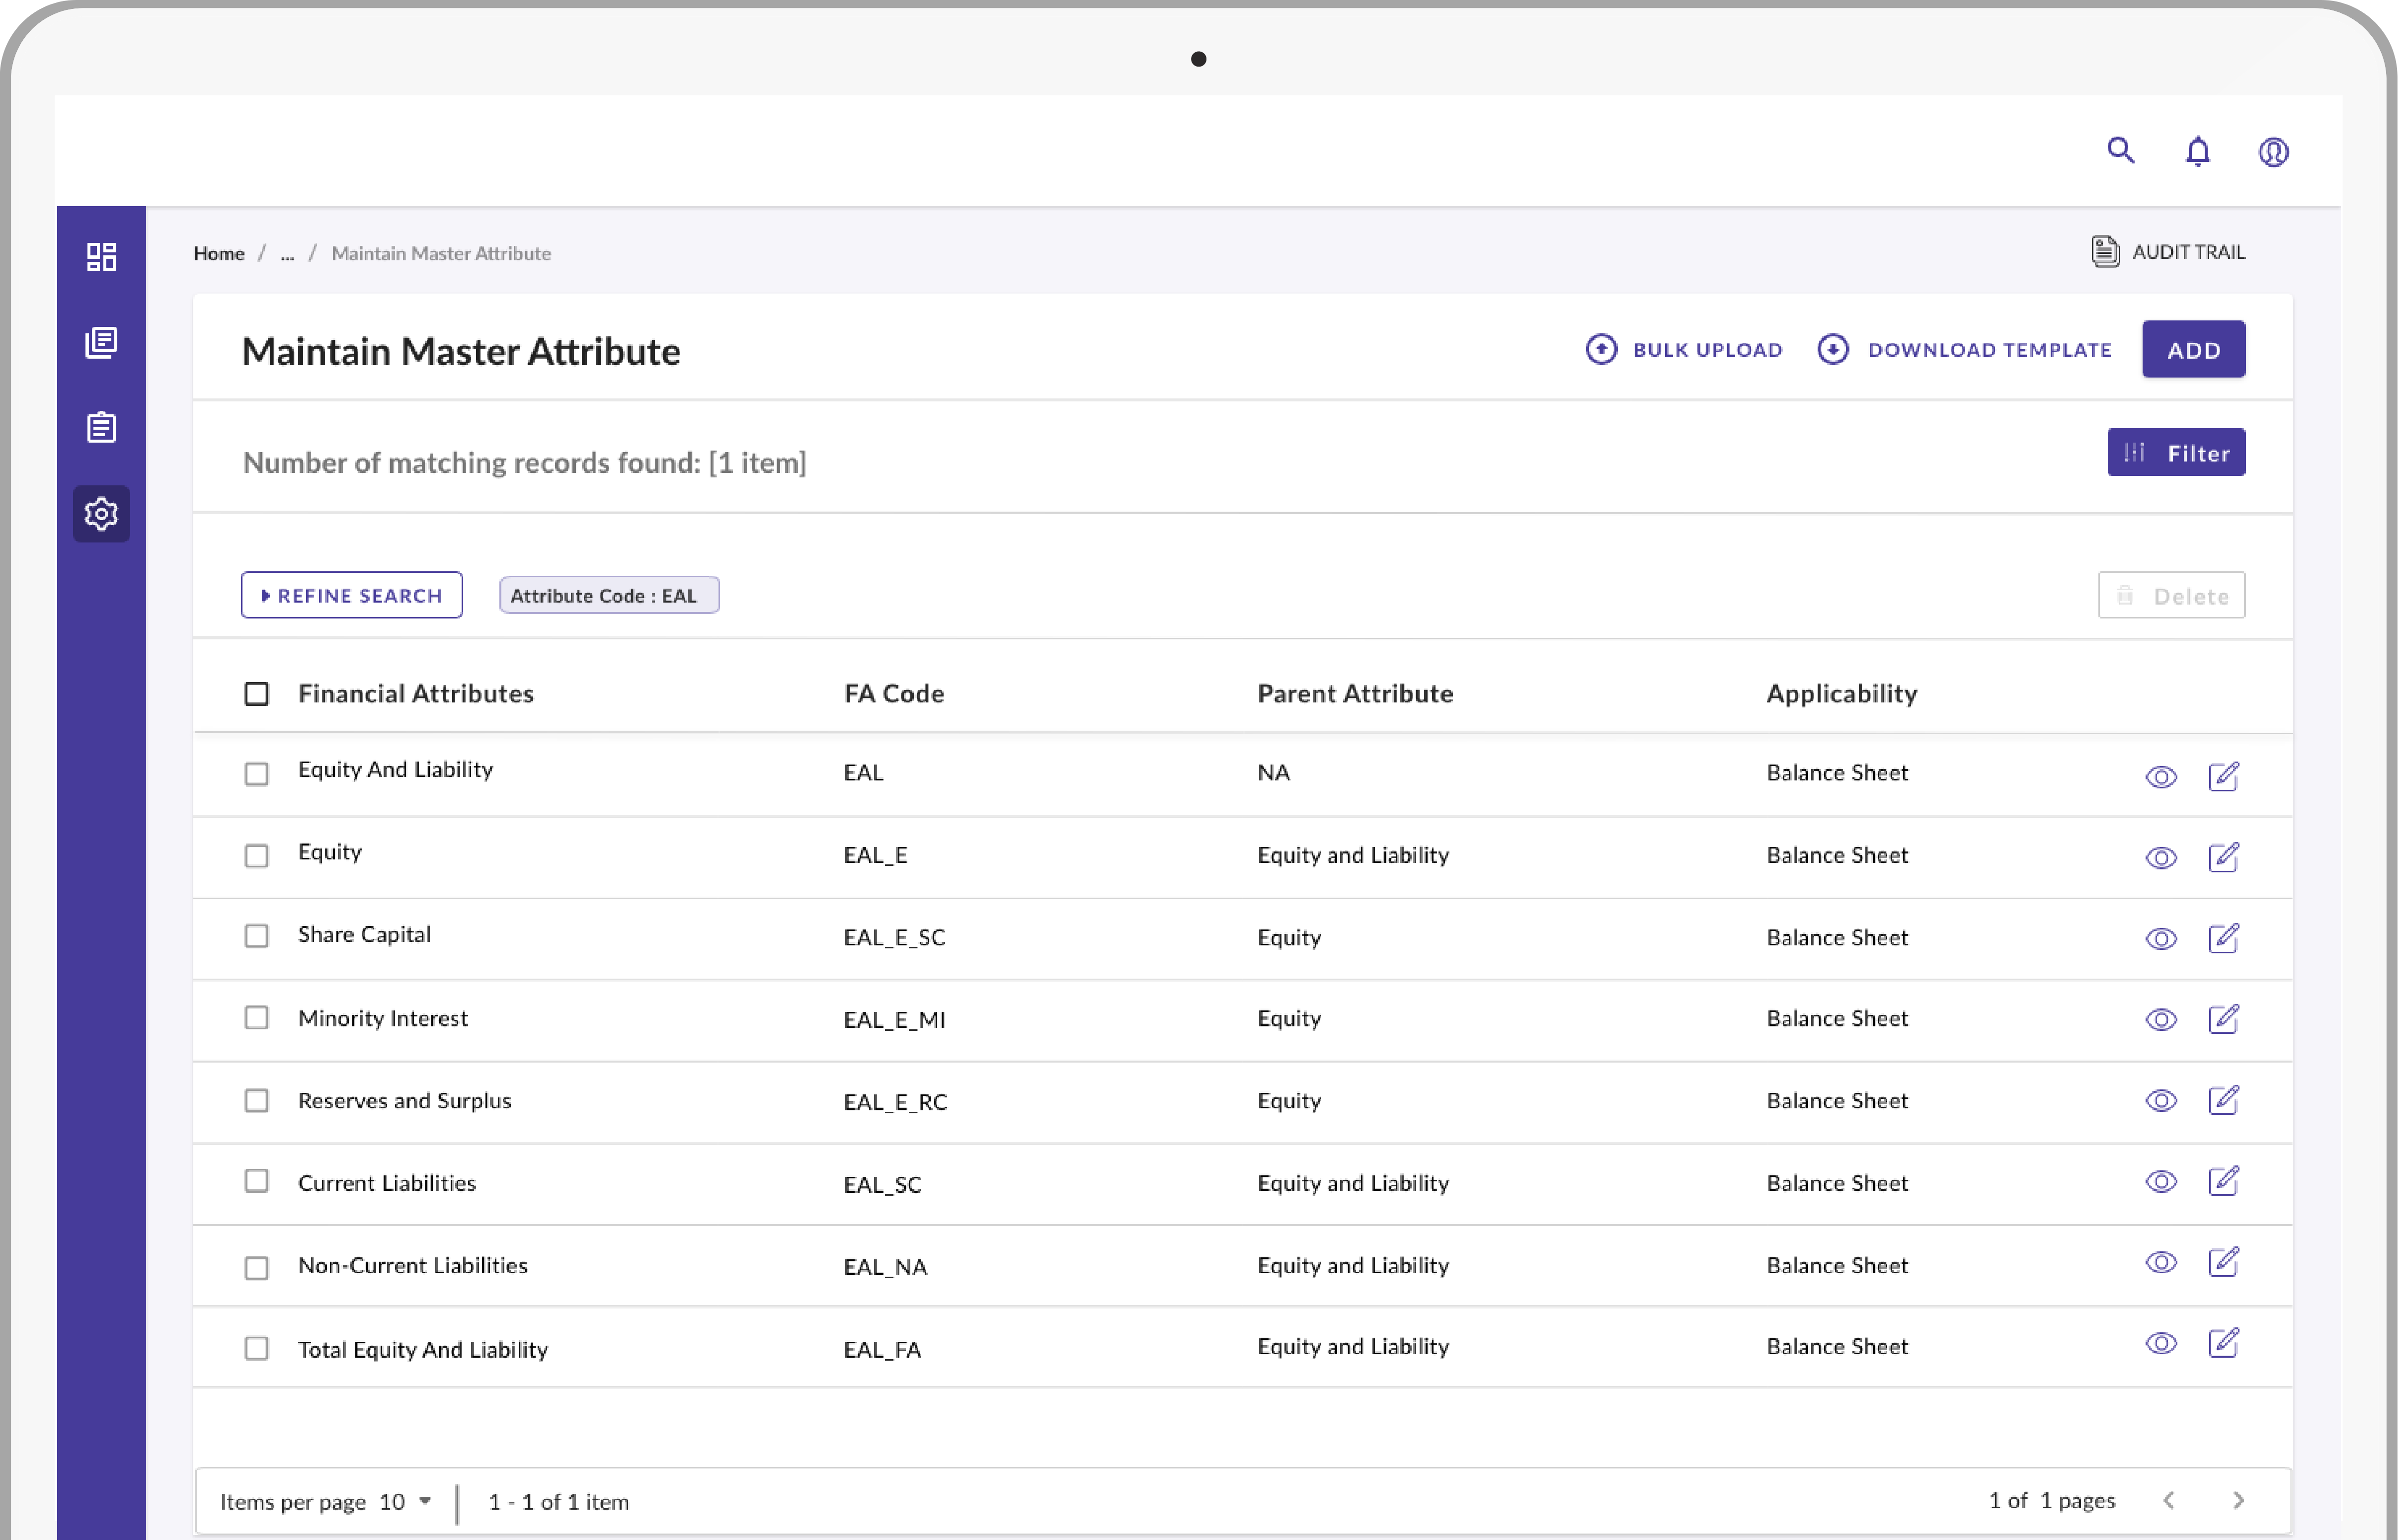 Home / ... / Maintain Master Attribute
AUDIT TRAIL
Maintain Master Attribute
BULK UPLOAD
DOWNLOAD TEMPLATE
ADD
Number of matching records found: [1 item]
Filter
REFINE SEARCH
Attribute Code : EAL
Delete
Financial Attributes FA Code Parent Attribute Applicability
Equity And Liability EAL NA Balance Sheet
Equity EAL_E Equity and Liability Balance Sheet
Share Capital EAL_E_SC Equity Balance Sheet
Minority Interest EAL_E_MI Equity Balance Sheet
Reserves and Surplus EAL_E_RC Equity Balance Sheet
Current Liabilities EAL_SC Equity and Liability Balance Sheet
Non-Current Liabilities EAL_NA Equity and Liability Balance Sheet
Total Equity And Liability EAL_FA Equity and Liability Balance Sheet
Items per page 10
1 - 1 of 1 item
1 of 1 pages